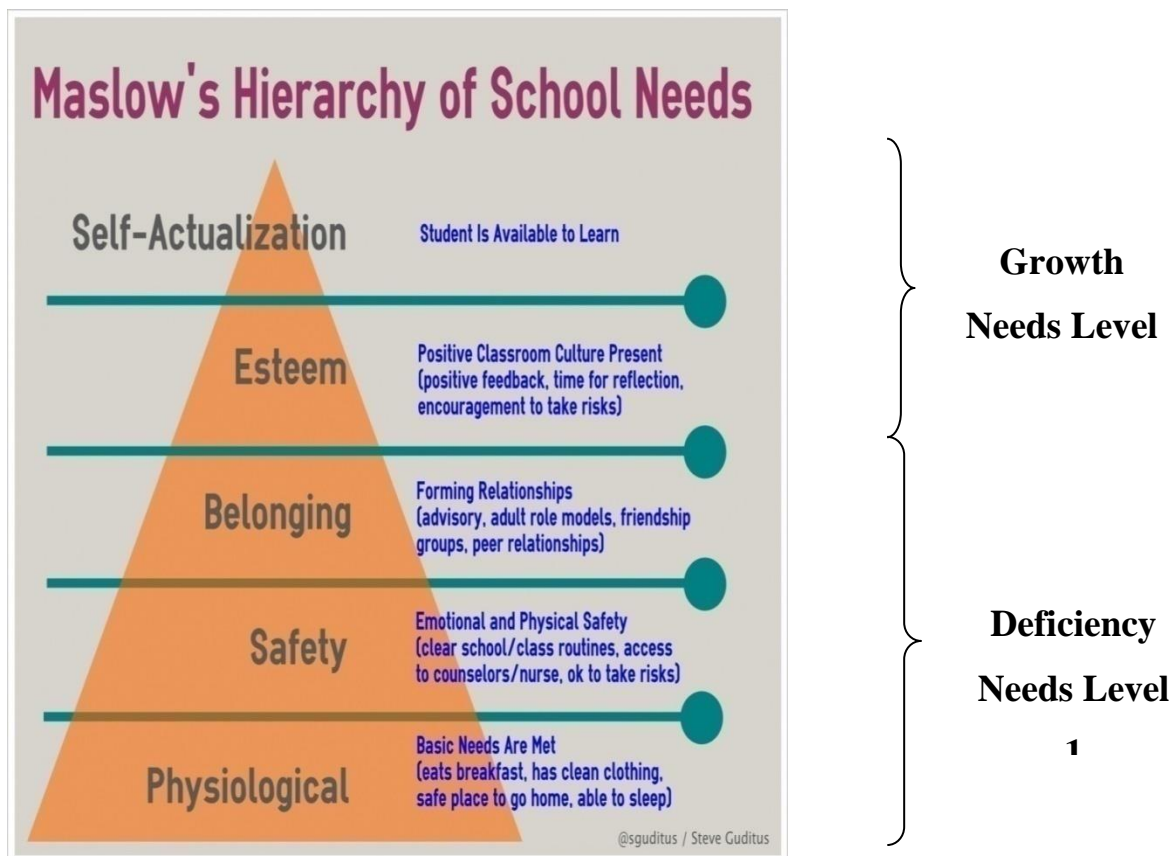 Maslow's Hierarchy of School Needs
Self-Actualization
Student Is Available to Learn
Esteem
Positive Classroom Culture Present
(positive feedback, time for reflection,
encouragement to take risks)
Belonging
Forming Relationships
(advisory, adult role models, friendship
groups, peer relationships)
Safety
Emotional and Physical Safety
(clear school/class routines, access
to counselors/nurse, ok to take risks)
Physiological
Basic Needs Are Met
(eats breakfast, has clean clothing,
safe place to go home, able to sleep)
@sguditus / Steve Guditus
Growth
Needs Level
Deficiency
Needs Level